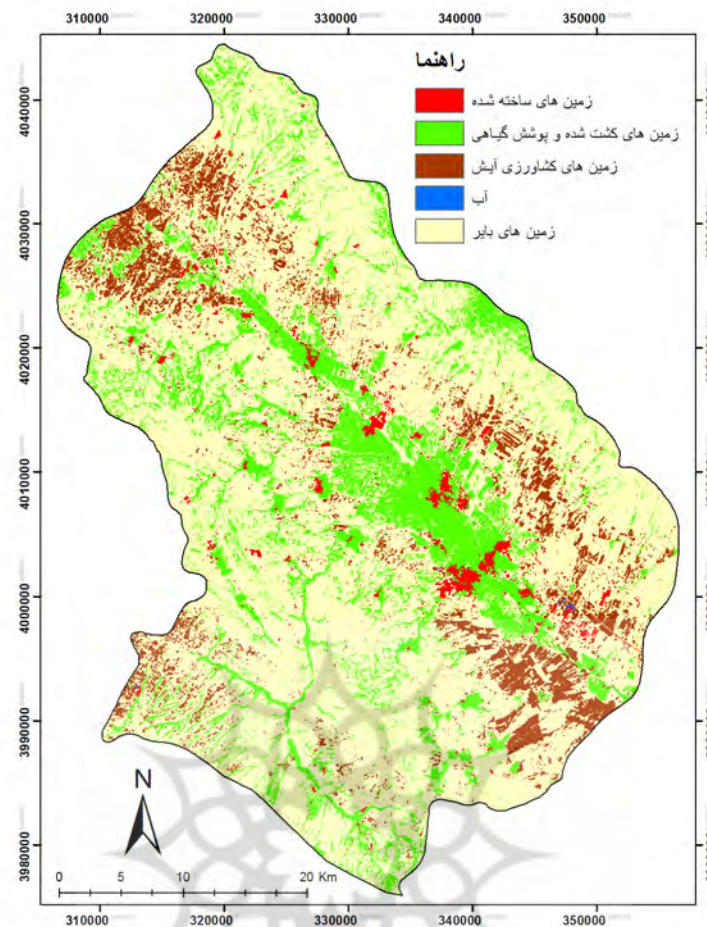 310000 320000 330000 340000 350000
راهنما
زمین های ساخته شده
زمین های کشت شده و پوشش گیاهی
زمین های کشاورزی آیش
آب
زمین های بایر
4040000
4030000
4020000
4010000
4000000
3990000
3980000
N
0 5 10 20 Km
310000 320000 330000 340000 350000